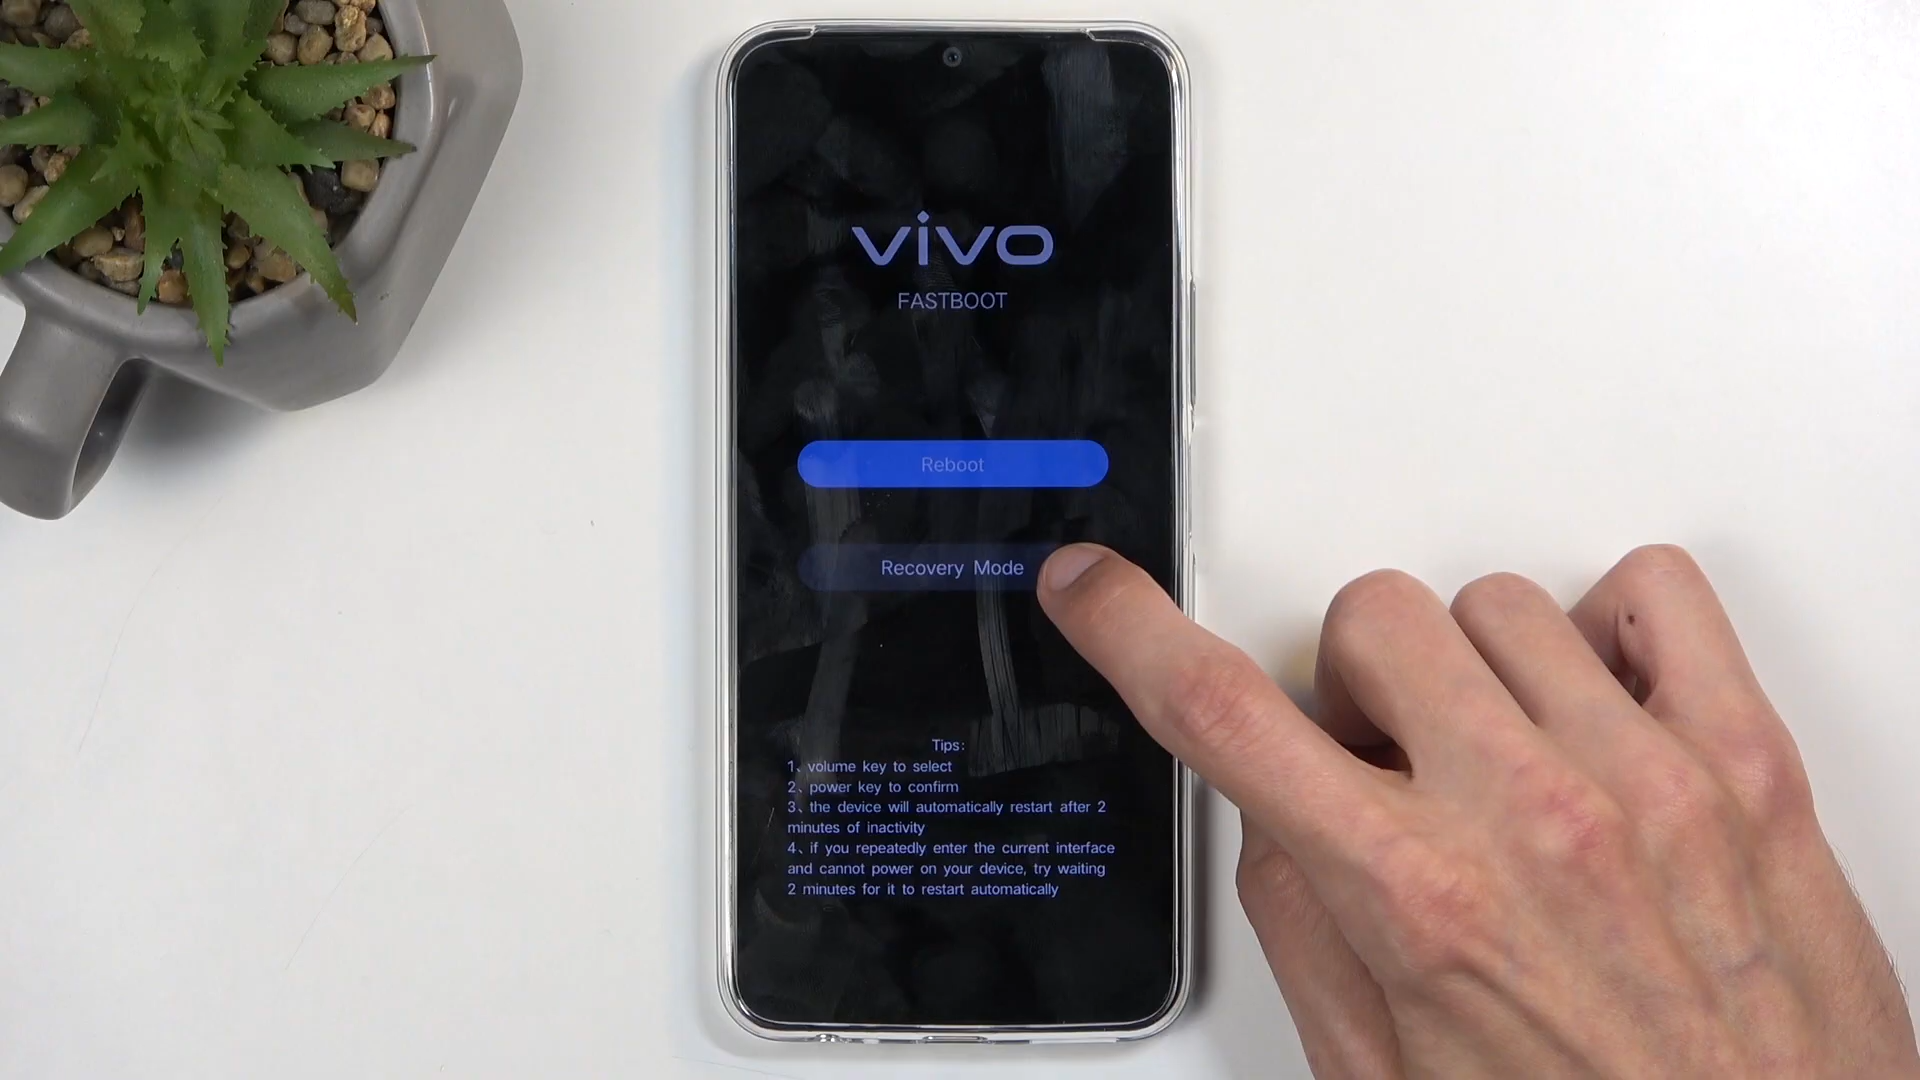 vivo
FASTBOOT
Reboot
Recovery Mode
Tips:
1、volume key to select
2、power key to confirm
3、the device will automatically restart after 2
minutes of inactivity
4、if you repeatedly enter the current interface
and cannot power on your device, try waiting
2 minutes for it to restart automatically